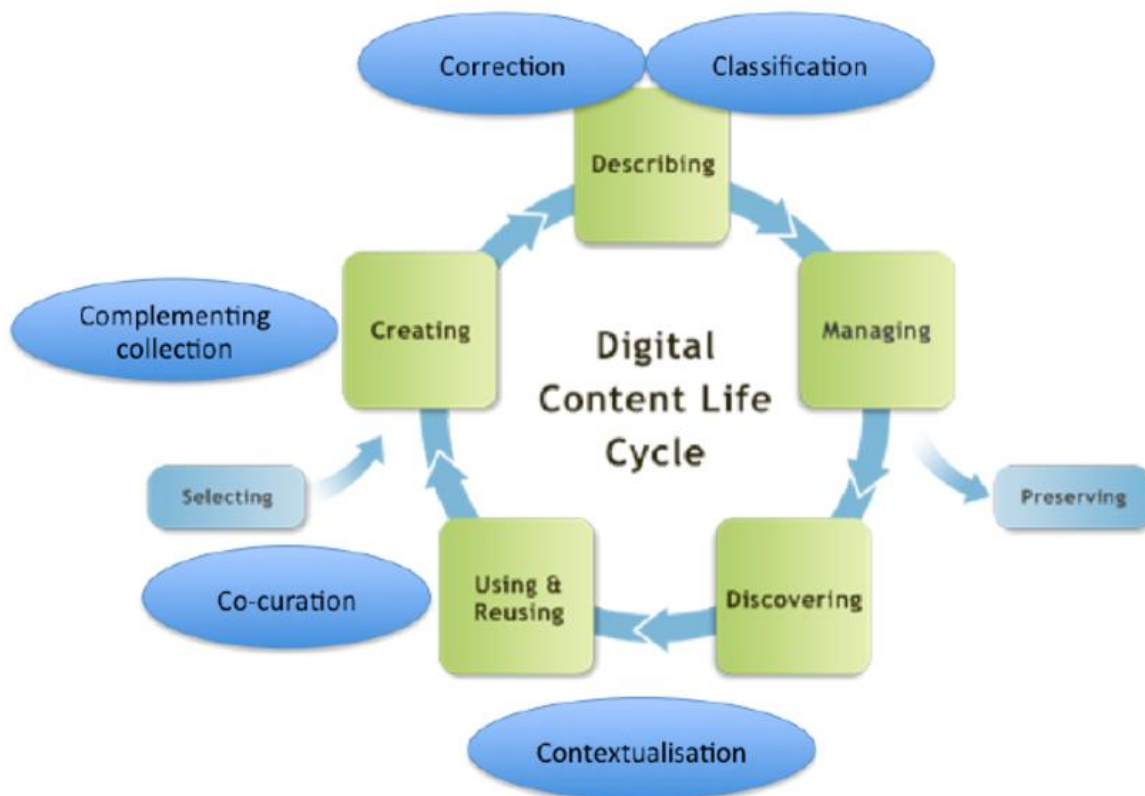 Correction
Classification
Describing
Complementing
collection
Creating
Digital
Content Life
Cycle
Managing
Selecting
Preserving
Co-curation
Using &
Reusing
Discovering
Contextualisation